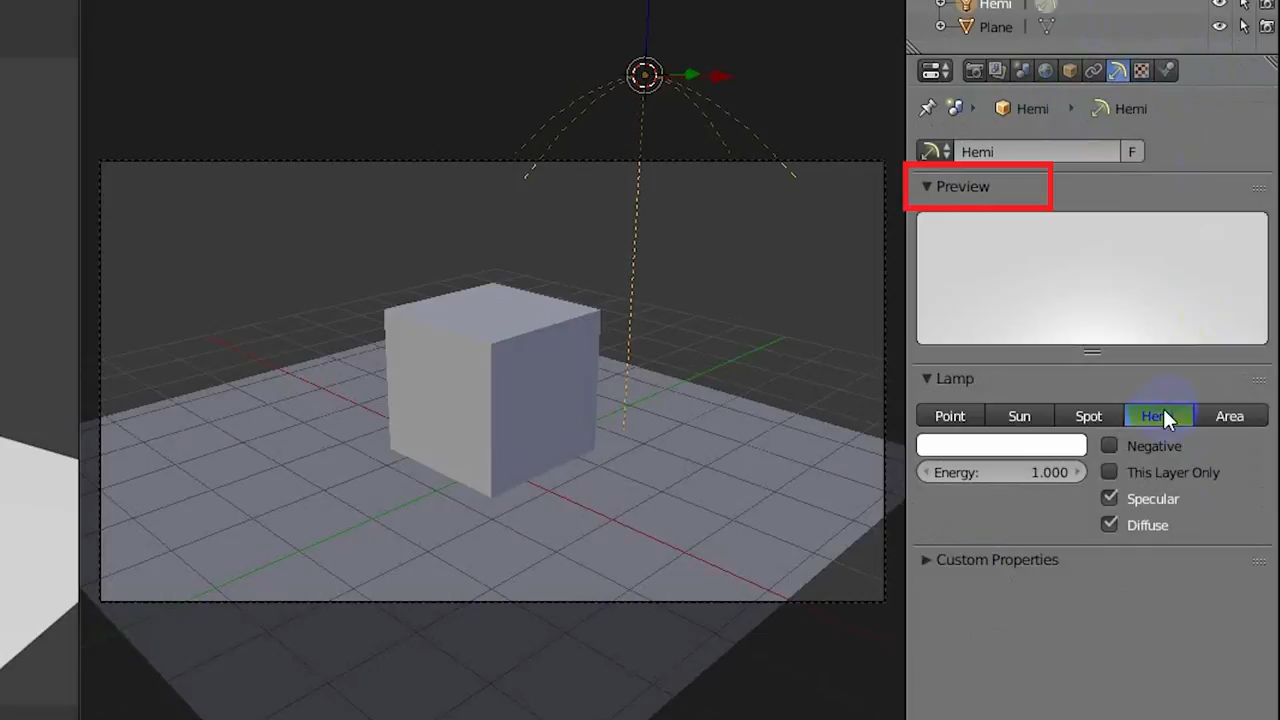 Hemi
Plane
Hemi Hemi
Hemi F
Preview
Lamp
Point Sun Spot Hemi Area
Negative
Energy: 1.000 This Layer Only
Specular
Diffuse
Custom Properties